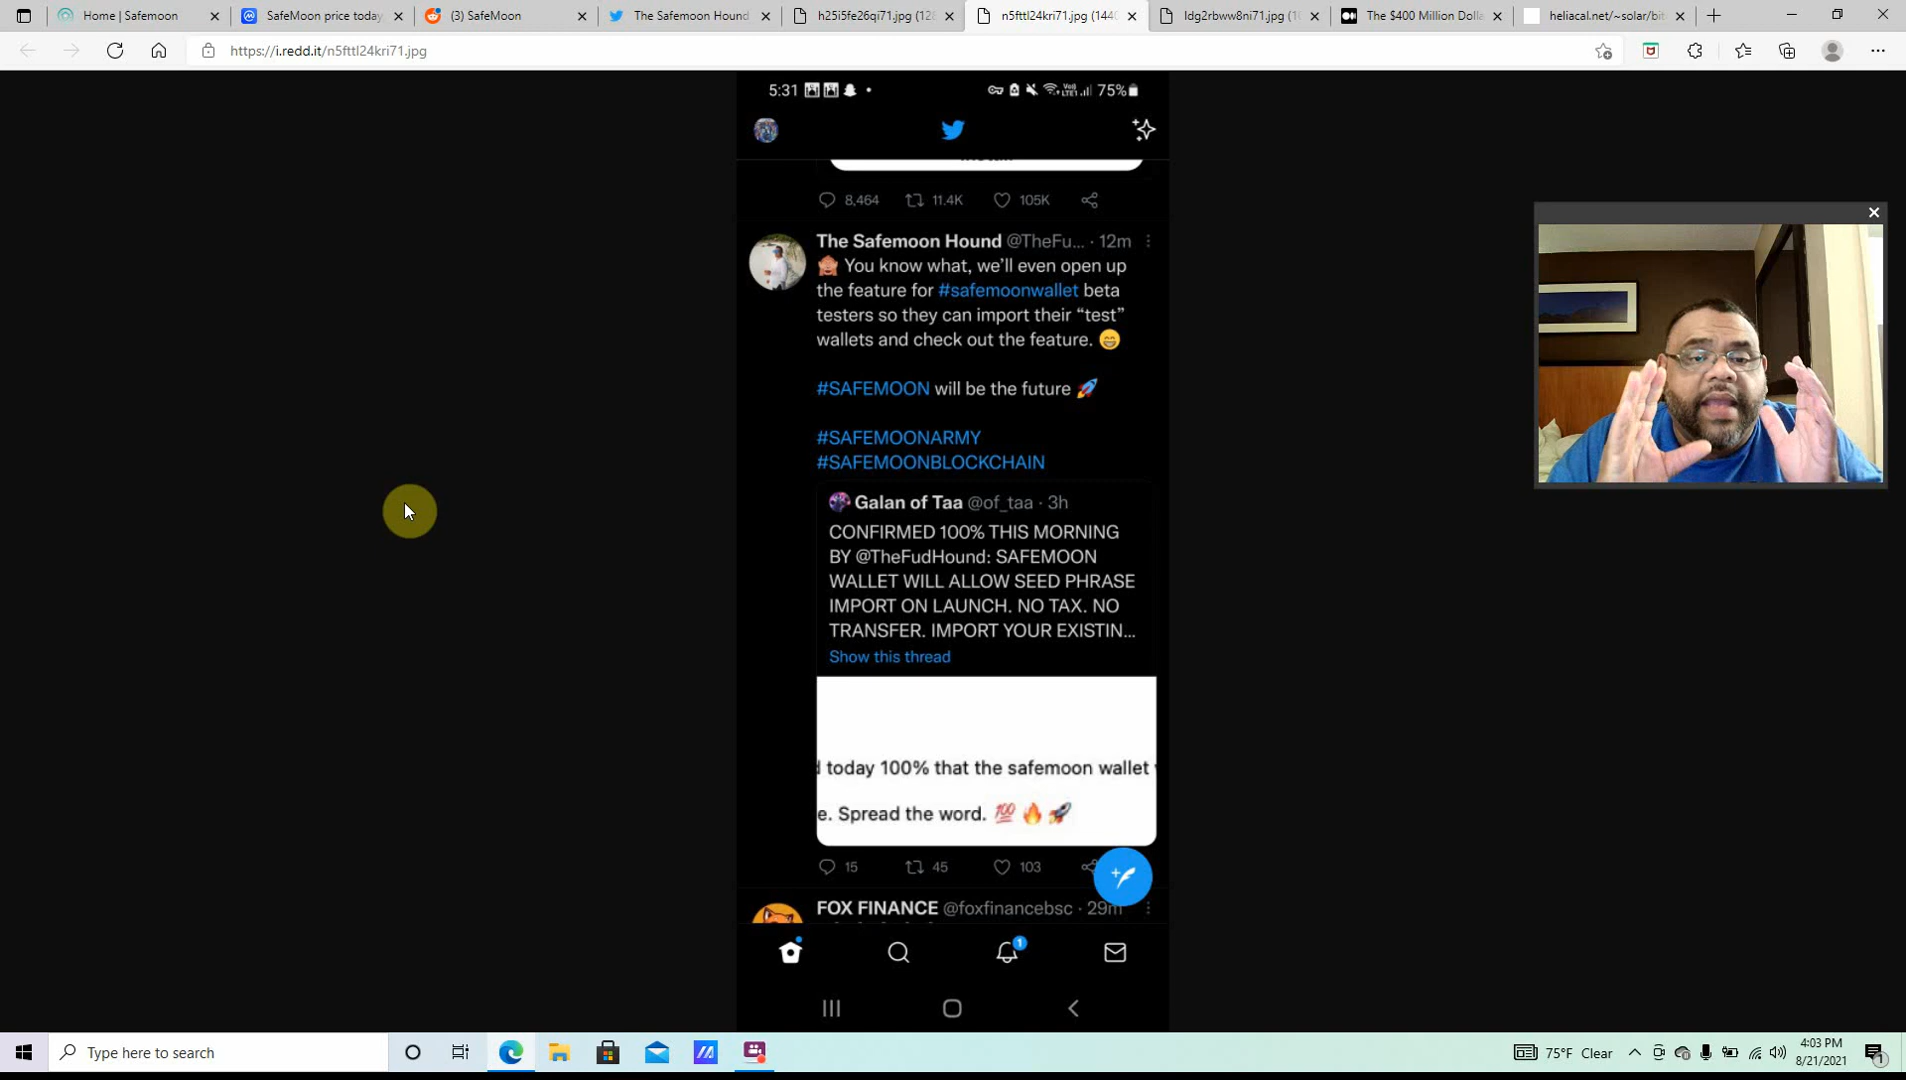 Home | Safemoon
SafeMoon price today
(3) SafeMoon
The Safemoon Hound
h25i5fe26qi71.jpg (128
n5fttl24kri71.jpg (1440
ldg2rbww8ni71.jpg (1
The $400 Million Dolla
heliacal.net/~solar/bit
https://i.redd.it/n5fttl24kri71.jpg
5:31
75%
8,464
11.4K
105K
The Safemoon Hound @TheFu... · 12m
🙈 You know what, we'll even open up
the feature for #safemoonwallet beta
testers so they can import their “test”
wallets and check out the feature. 😁
#SAFEMOON will be the future 🚀
#SAFEMOONARMY
#SAFEMOONBLOCKCHAIN
Galan of Taa @of_taa · 3h
CONFIRMED 100% THIS MORNING
BY @TheFudHound: SAFEMOON
WALLET WILL ALLOW SEED PHRASE
IMPORT ON LAUNCH. NO TAX. NO
TRANSFER. IMPORT YOUR EXISTIN...
Show this thread
today 100% that the safemoon wallet
e. Spread the word. 💯 🔥 🚀
15
45
103
FOX FINANCE @foxfinancebsc · 29m
1
Type here to search
75°F Clear
4:03 PM
8/21/2021
1